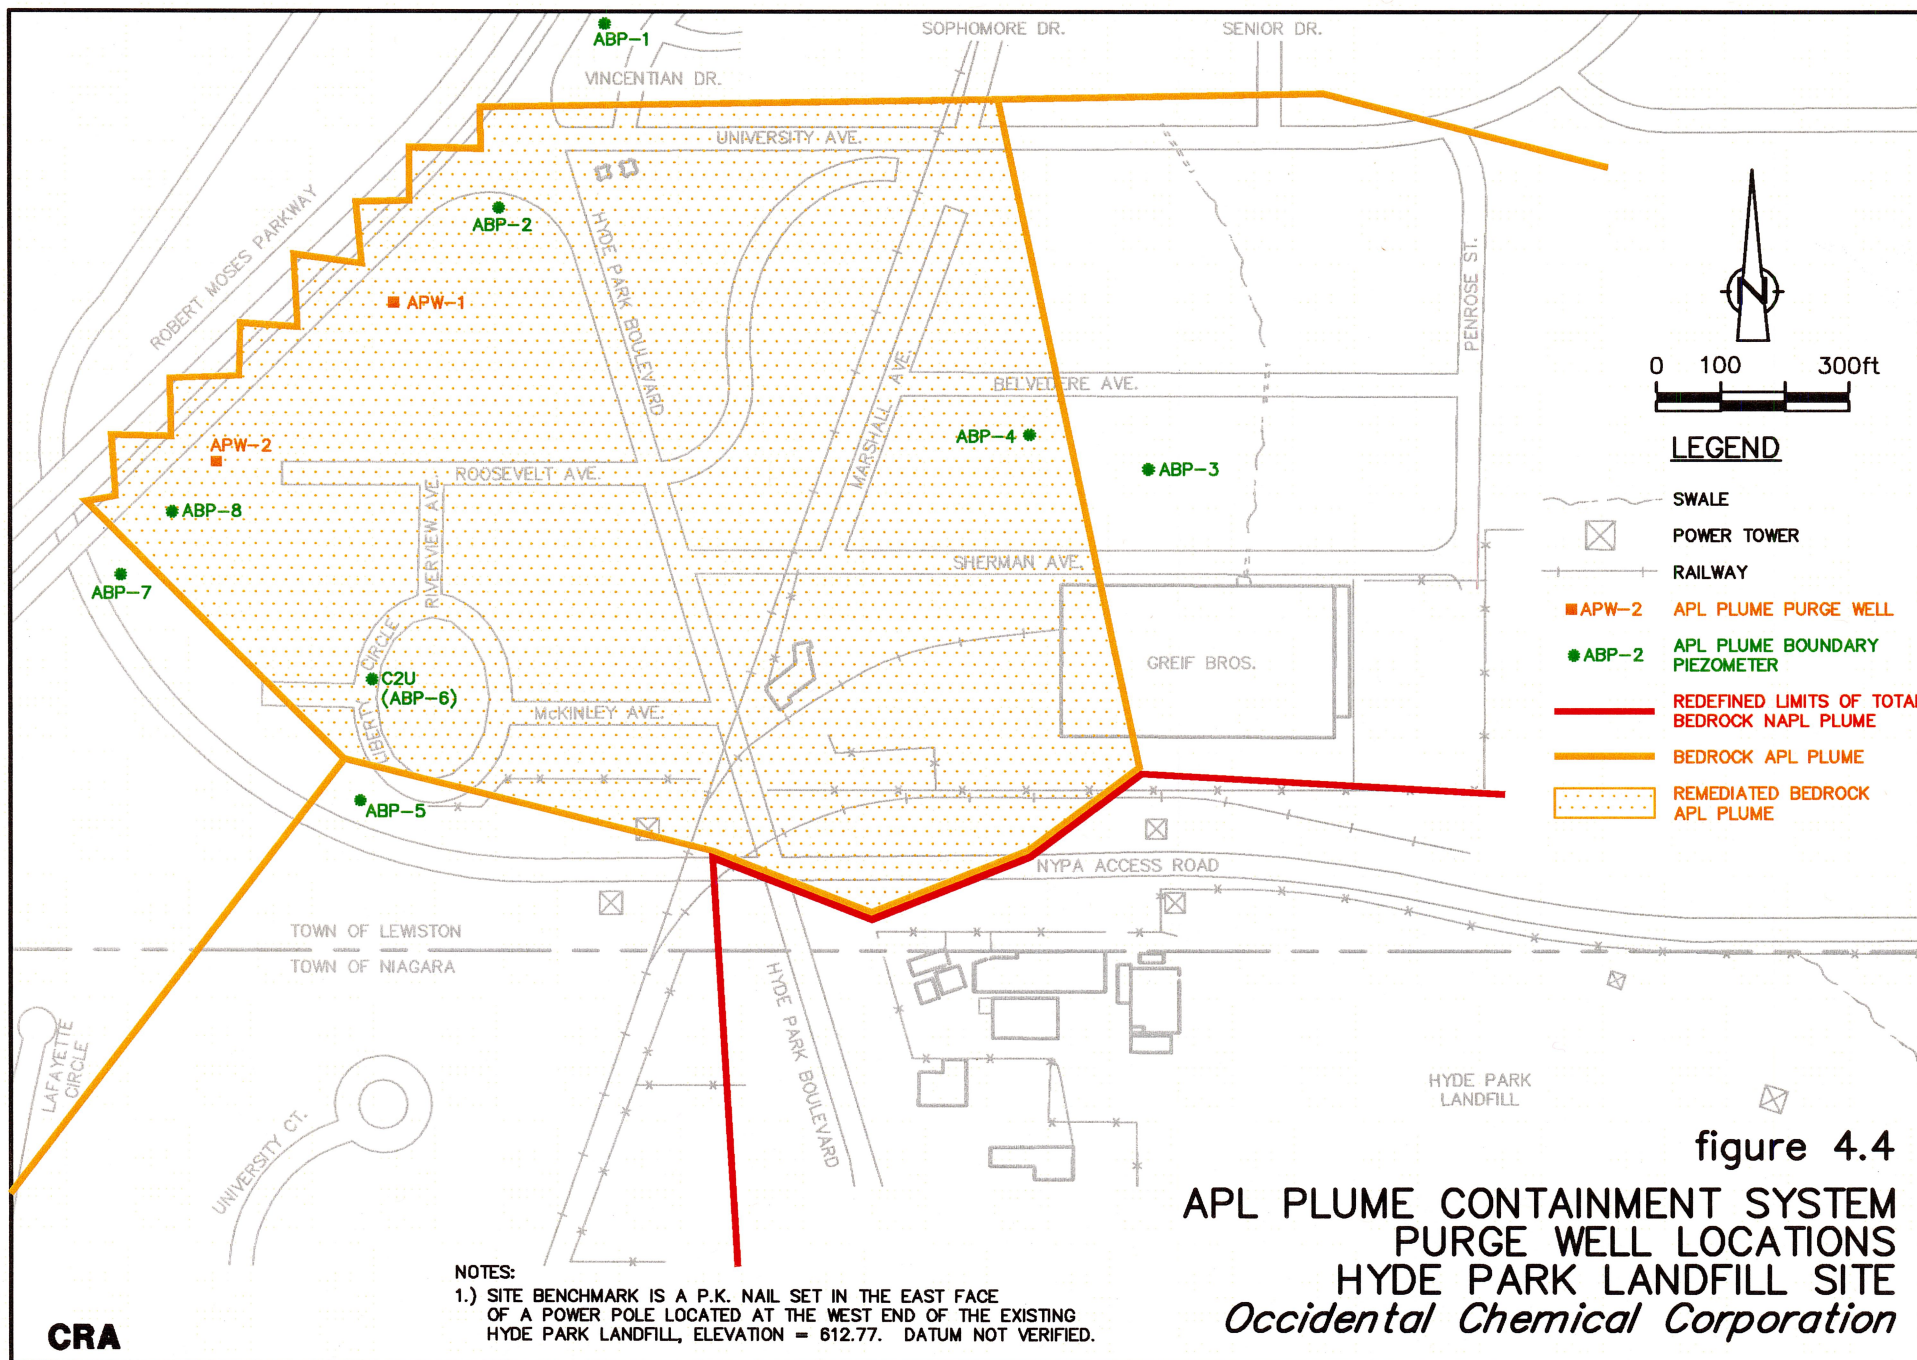 ABP-1
SOPHOMORE DR.
SENIOR DR.
VINCENTIAN DR.
UNIVERSITY AVE.
ABP-2
ROBERT MOSES PARKWAY
HYDE PARK BOULEVARD
APW-1
PENROSE ST.
N
0 100 300ft
BELVEDERE AVE.
MARSHALL AVE.
ABP-4
ABP-3
APW-2
ROOSEVELT AVE.
RIVERVIEW AVE.
ABP-8
SHERMAN AVE.
ABP-7
LIBERTY CIRCLE
C2U
(ABP-6)
McKINLEY AVE.
GREIF BROS.
ABP-5
NYPA ACCESS ROAD
LEGEND
SWALE
POWER TOWER
RAILWAY
APW-2 APL PLUME PURGE WELL
ABP-2 APL PLUME BOUNDARY
PIEZOMETER
REDEFINED LIMITS OF TOTAL
BEDROCK NAPL PLUME
BEDROCK APL PLUME
REMEDIATED BEDROCK
APL PLUME
TOWN OF LEWISTON
TOWN OF NIAGARA
HYDE PARK BOULEVARD
LAFAYETTE
CIRCLE
UNIVERSITY CT.
HYDE PARK
LANDFILL
figure 4.4
APL PLUME CONTAINMENT SYSTEM
PURGE WELL LOCATIONS
HYDE PARK LANDFILL SITE
Occidental Chemical Corporation
NOTES:
1.) SITE BENCHMARK IS A P.K. NAIL SET IN THE EAST FACE
OF A POWER POLE LOCATED AT THE WEST END OF THE EXISTING
HYDE PARK LANDFILL, ELEVATION = 612.77. DATUM NOT VERIFIED.
CRA